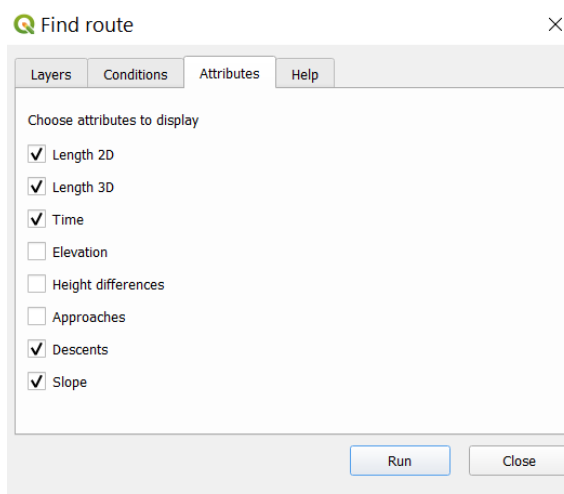 Find route
Layers Conditions Attributes Help
Choose attributes to display
Length 2D
Length 3D
Time
Elevation
Height differences
Approaches
Descents
Slope
Run Close